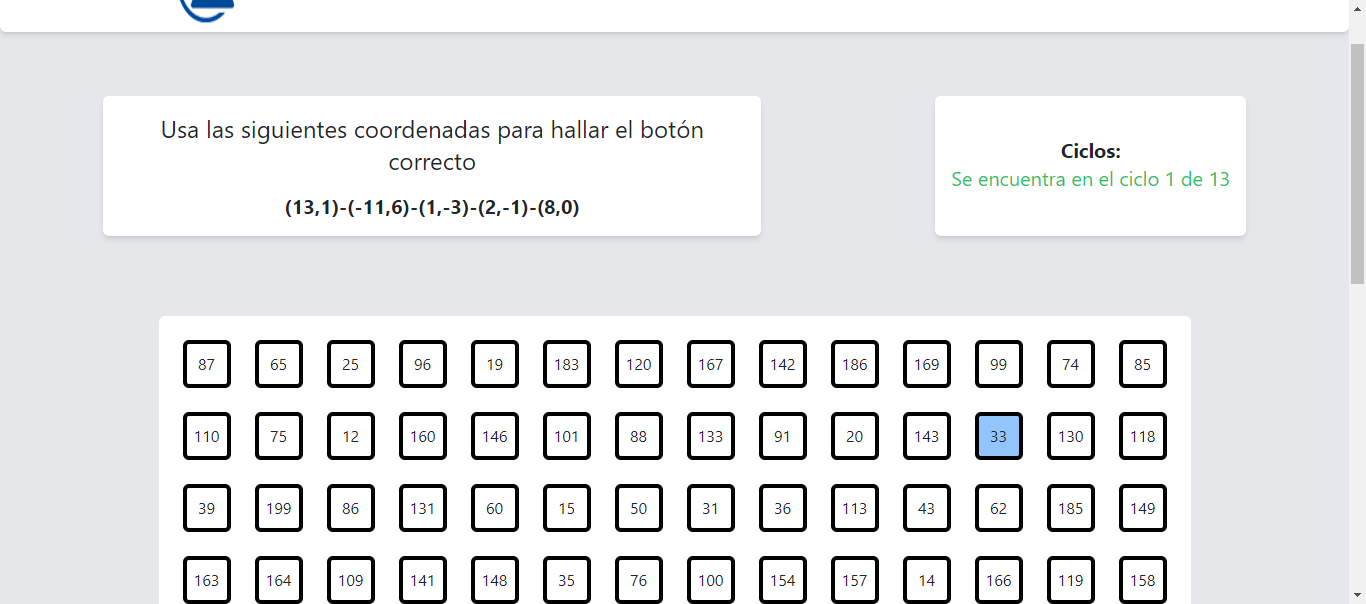 Usa las siguientes coordenadas para hallar el botón
correcto
(13,1)-(-11,6)-(1,-3)-(2,-1)-(8,0)
Ciclos:
Se encuentra en el ciclo 1 de 13
87 65 25 96 19 183 120 167 142 186 169 99 74 85
110 75 12 160 146 101 88 133 91 20 143 33 130 118
39 199 86 131 60 15 50 31 36 113 43 62 185 149
163 164 109 141 148 35 76 100 154 157 14 166 119 158